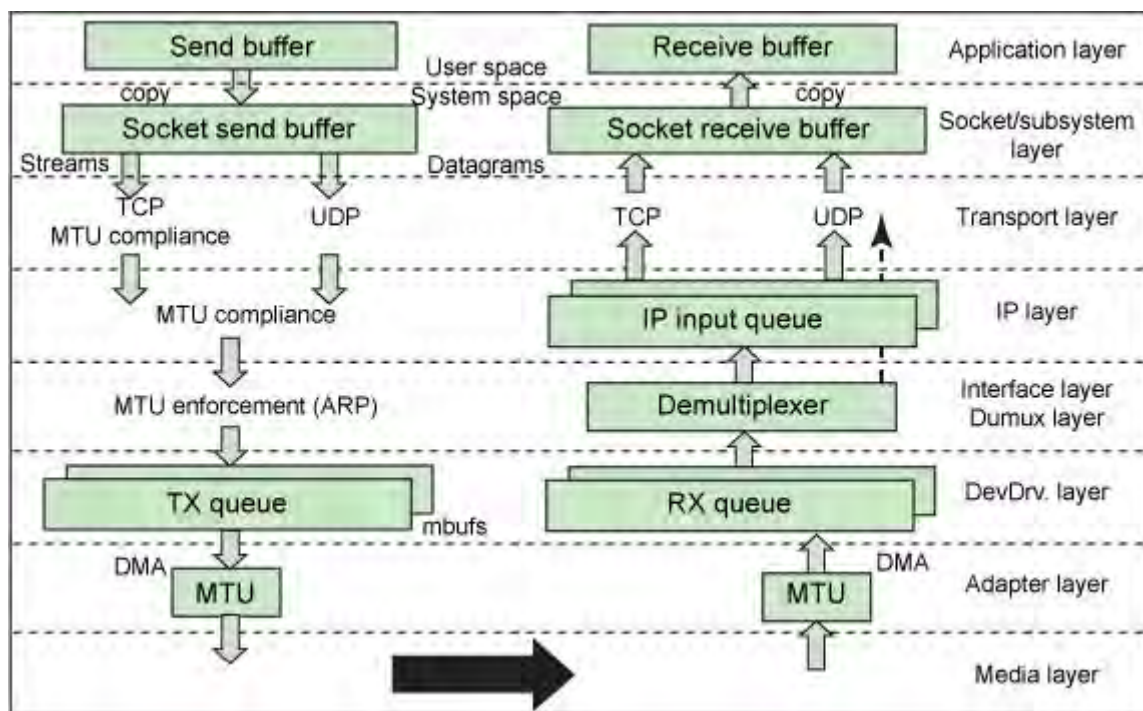 Send buffer
Receive buffer
Application layer
User space
System space
copy
copy
Socket send buffer
Socket receive buffer
Socket/subsystem
layer
Streams
Datagrams
TCP
MTU compliance
UDP
TCP
UDP
Transport layer
MTU compliance
IP input queue
IP layer
MTU enforcement (ARP)
Demultiplexer
Interface layer
Dumux layer
TX queue
mbufs
RX queue
DevDrv. layer
DMA
MTU
DMA
MTU
Adapter layer
Media layer